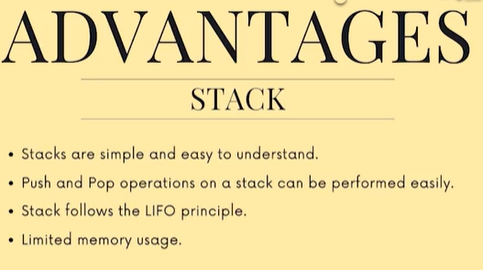 ADVANTAGES
STACK
• Stacks are simple and easy to understand.
• Push and Pop operations on a stack can be performed easily.
• Stack follows the LIFO principle.
• Limited memory usage.